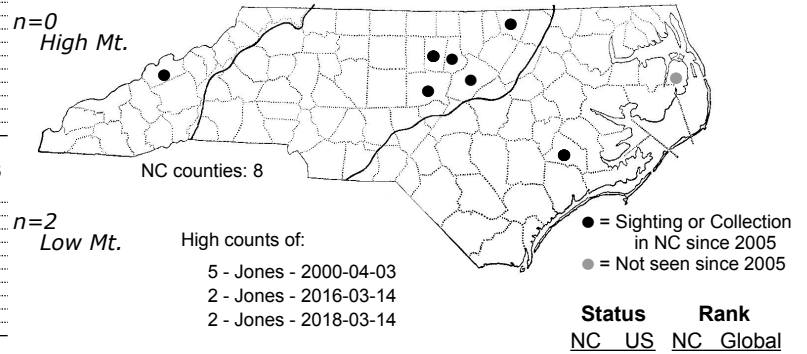 n=0
High Mt.
NC counties: 8
n=2
Low Mt.
High counts of:
5 - Jones - 2000-04-03
2 - Jones - 2016-03-14
2 - Jones - 2018-03-14
= Sighting or Collection
in NC since 2005
= Not seen since 2005
Status Rank
NC US NC Global